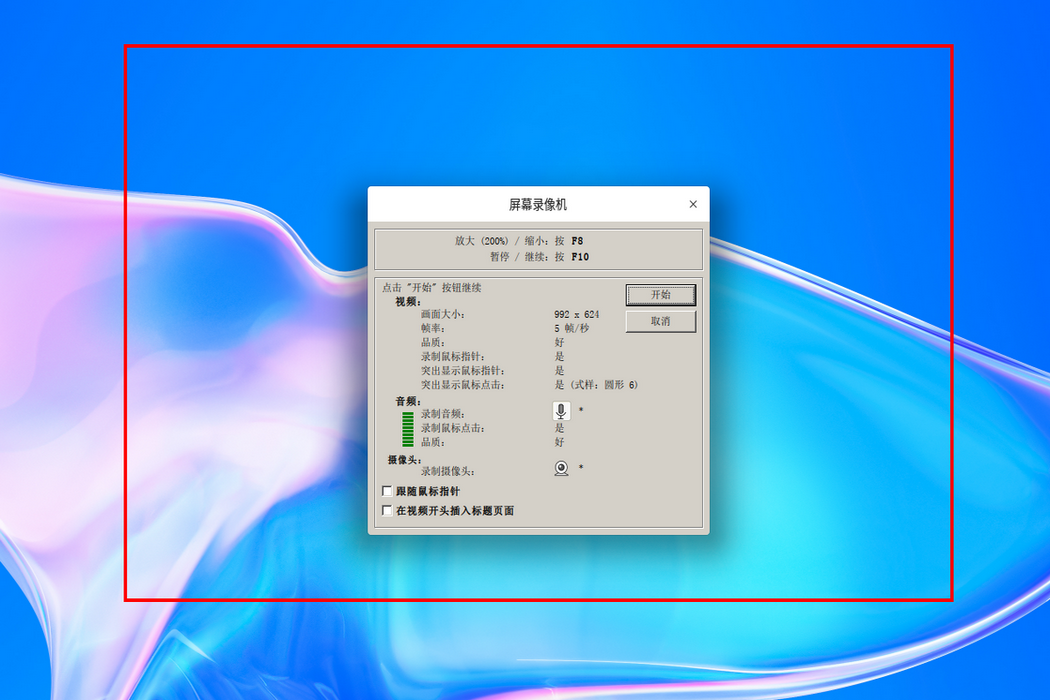 屏幕录像机
放大 (200%) / 缩小: 按 F8
暂停 / 继续: 按 F10
点击 "开始" 按钮继续
开始
视频:
画面大小: 992 x 624
取消
帧率: 5 帧/秒
品质: 好
录制鼠标指针: 是
突出显示鼠标指针: 是
突出显示鼠标点击: 是 (式样: 圆形 6)
音频:
录制音频: *
录制鼠标点击: 是
品质: 好
摄像头:
录制摄像头: *
跟随鼠标指针
在视频开头插入标题页面